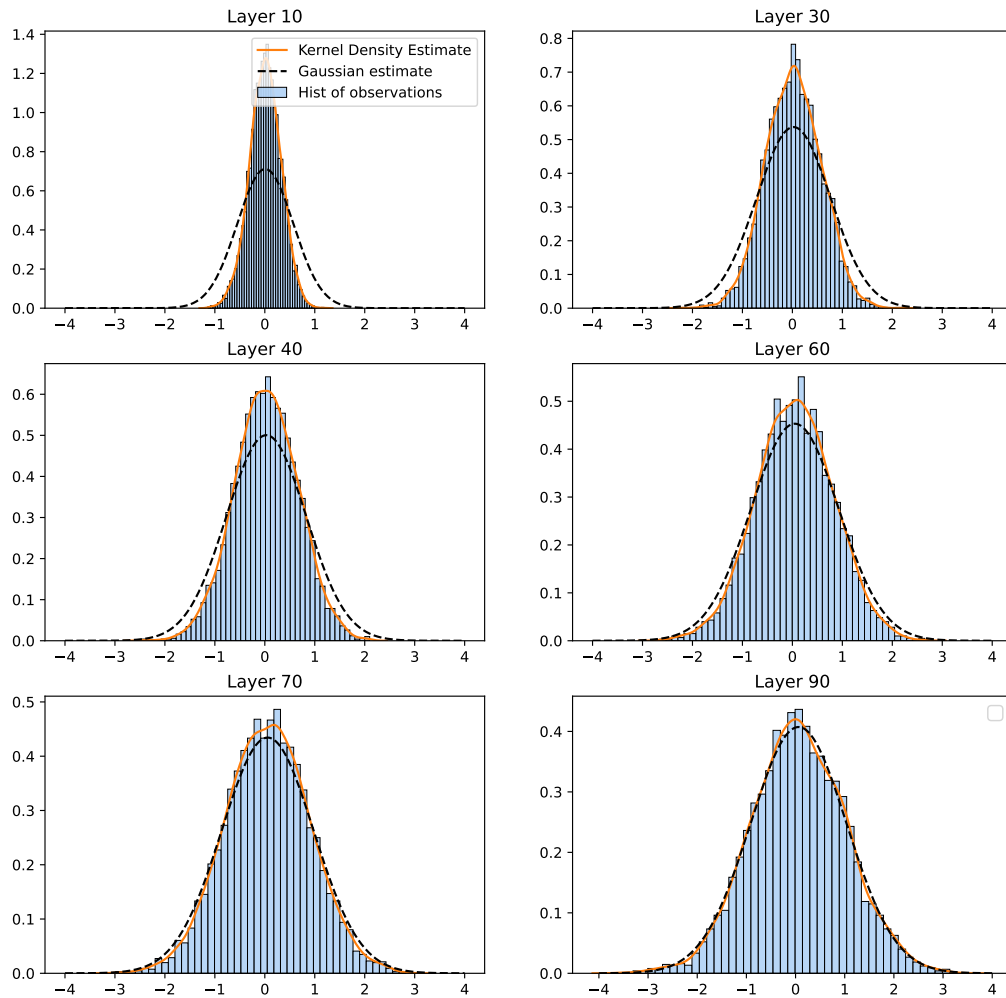 Layer 10
1.4
1.2
1.0
0.8
0.6
0.4
0.2
0.0
−4 −3 −2 −1 0 1 2 3 4
Kernel Density Estimate
Gaussian estimate
Hist of observations
Layer 30
0.8
0.7
0.6
0.5
0.4
0.3
0.2
0.1
0.0
−4 −3 −2 −1 0 1 2 3 4
Layer 40
0.6
0.5
0.4
0.3
0.2
0.1
0.0
−4 −3 −2 −1 0 1 2 3 4
Layer 60
0.5
0.4
0.3
0.2
0.1
0.0
−4 −3 −2 −1 0 1 2 3 4
Layer 70
0.5
0.4
0.3
0.2
0.1
0.0
−4 −3 −2 −1 0 1 2 3 4
Layer 90
0.4
0.3
0.2
0.1
0.0
−4 −3 −2 −1 0 1 2 3 4